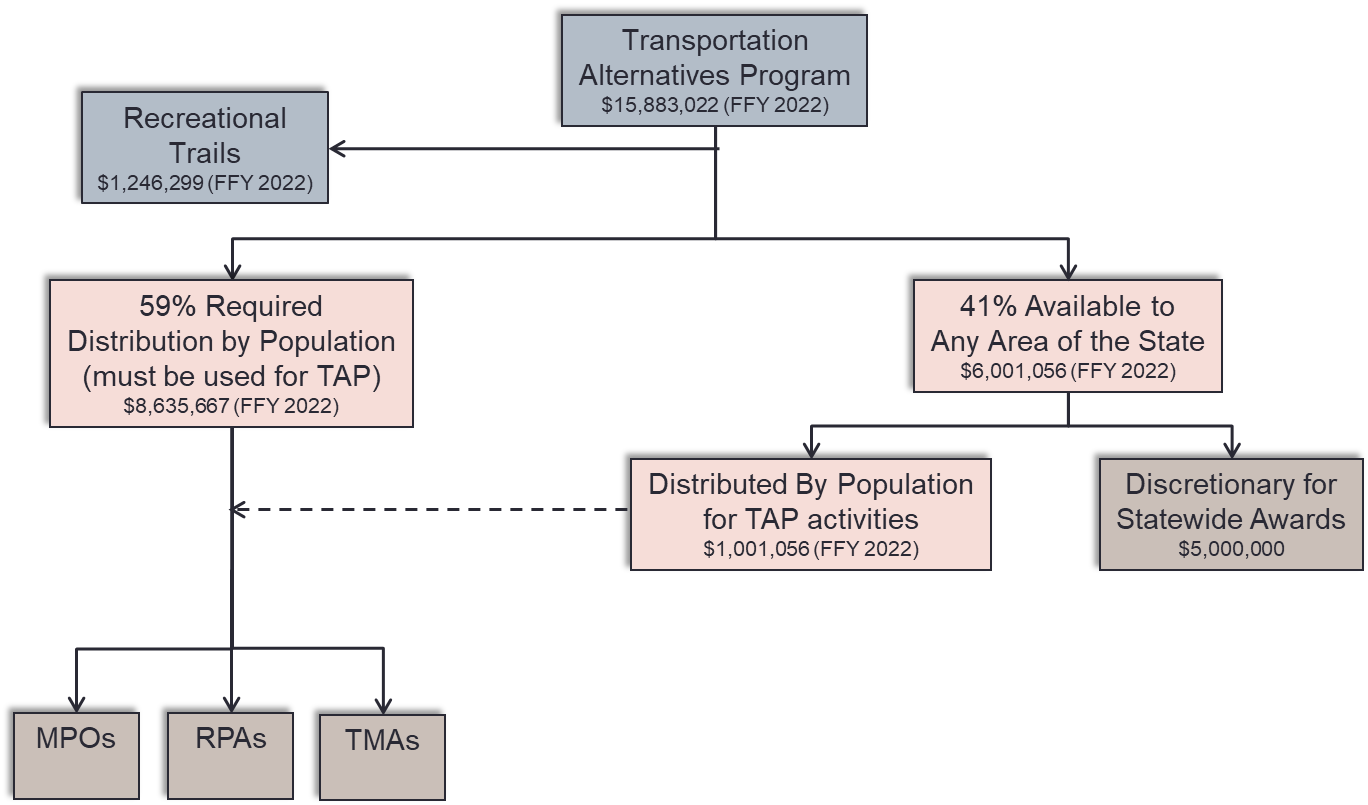 Transportation
Alternatives Program
$15,883,022 (FFY 2022)
Recreational
Trails
$1,246,299 (FFY 2022)
59% Required
Distribution by Population
(must be used for TAP)
$8,635,667 (FFY 2022)
41% Available to
Any Area of the State
$6,001,056 (FFY 2022)
Distributed By Population
for TAP activities
$1,001,056 (FFY 2022)
Discretionary for
Statewide Awards
$5,000,000
MPOs
RPAs
TMAs